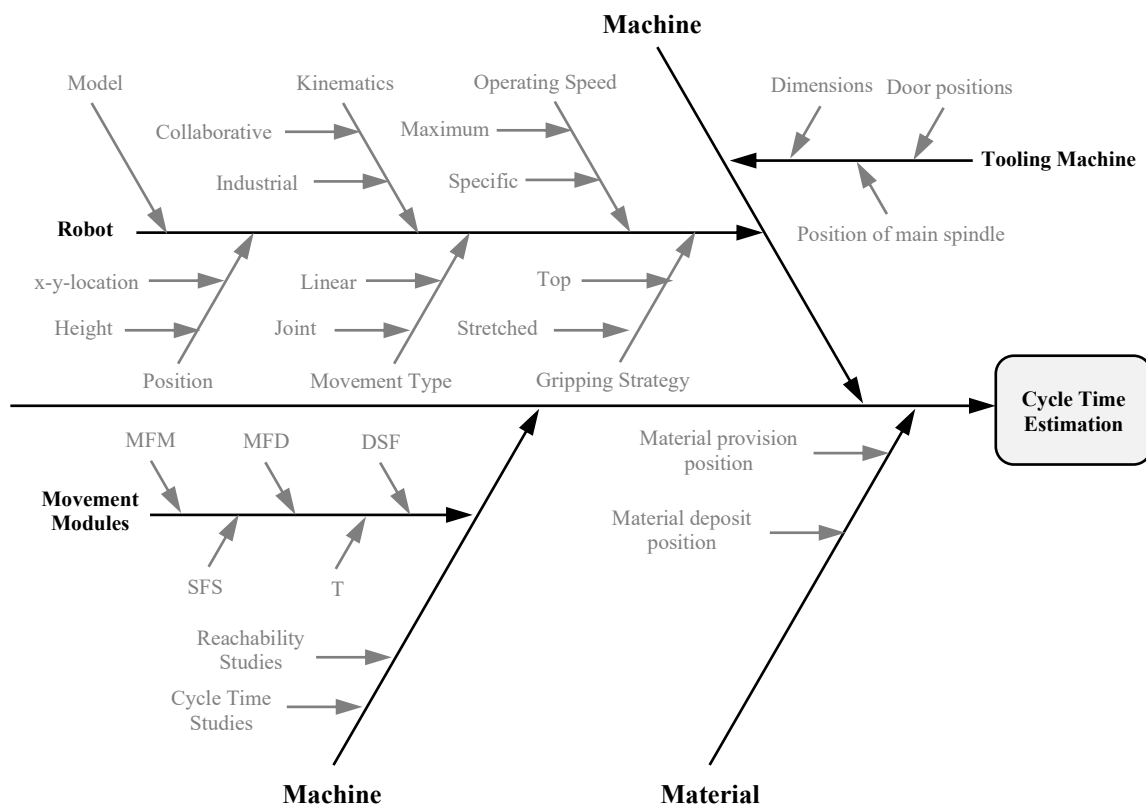 Machine
Model
Kinematics
Operating Speed
Dimensions
Door positions
Collaborative
Maximum
Industrial
Specific
Tooling Machine
Robot
Position of main spindle
x-y-location
Linear
Top
Height
Joint
Stretched
Position
Movement Type
Gripping Strategy
Cycle Time
Estimation
MFM
MFD
DSF
Material provision
position
Movement
Modules
Material deposit
position
SFS
T
Reachability
Studies
Cycle Time
Studies
Machine
Material